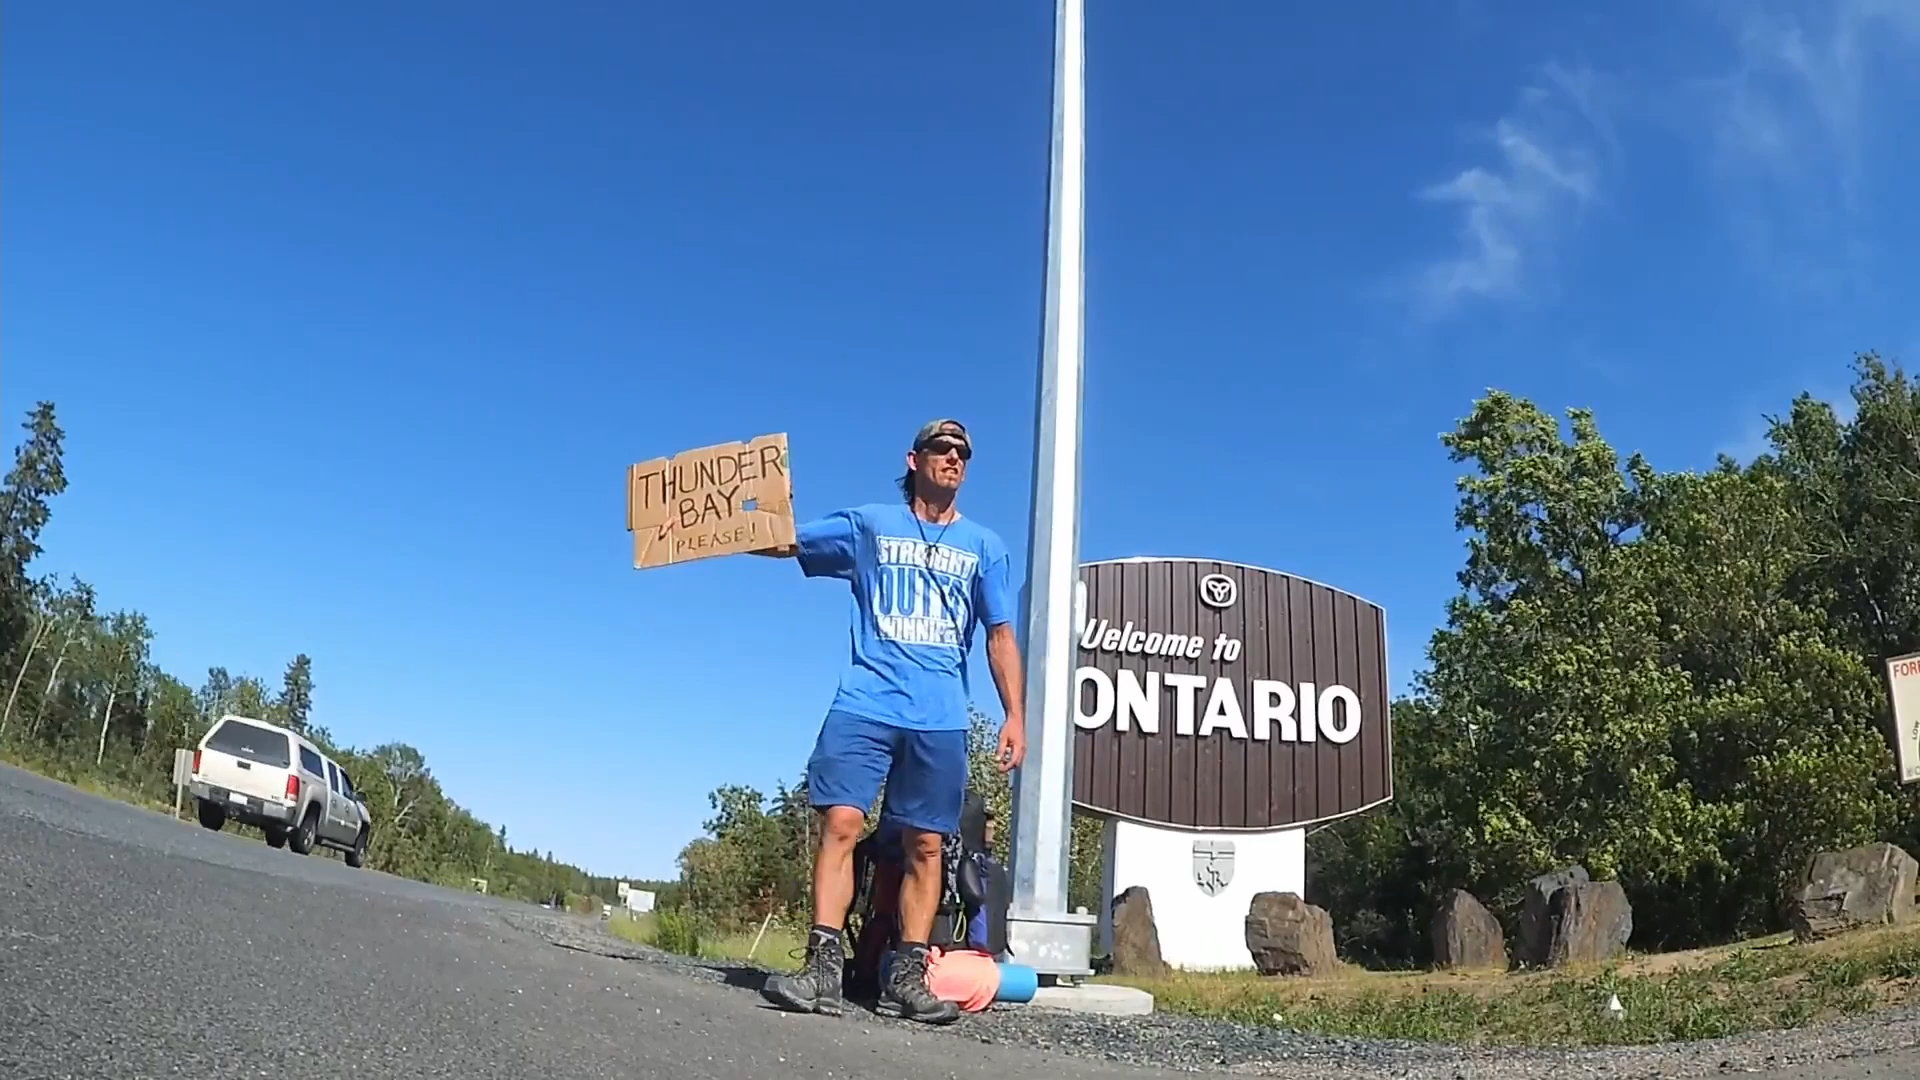 THUNDER
BAY
PLEASE!
STRAIGHT
OUTTA
WINNIPEG
Welcome to
ONTARIO